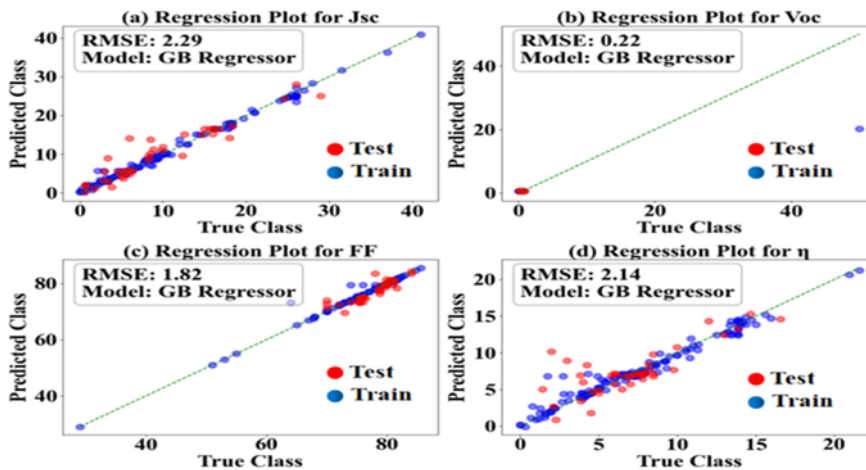 (a) Regression Plot for Jsc
RMSE: 2.29
Model: GB Regressor
40
30
20
10
0
Predicted Class
Test
Train
0 10 20 30 40
True Class
(b) Regression Plot for Voc
RMSE: 0.22
Model: GB Regressor
40
20
0
Predicted Class
Test
Train
0 20 40
True Class
(c) Regression Plot for FF
RMSE: 1.82
Model: GB Regressor
80
60
40
Predicted Class
Test
Train
40 60 80
True Class
(d) Regression Plot for η
RMSE: 2.14
Model: GB Regressor
20
15
10
5
0
Predicted Class
Test
Train
0 5 10 15 20
True Class